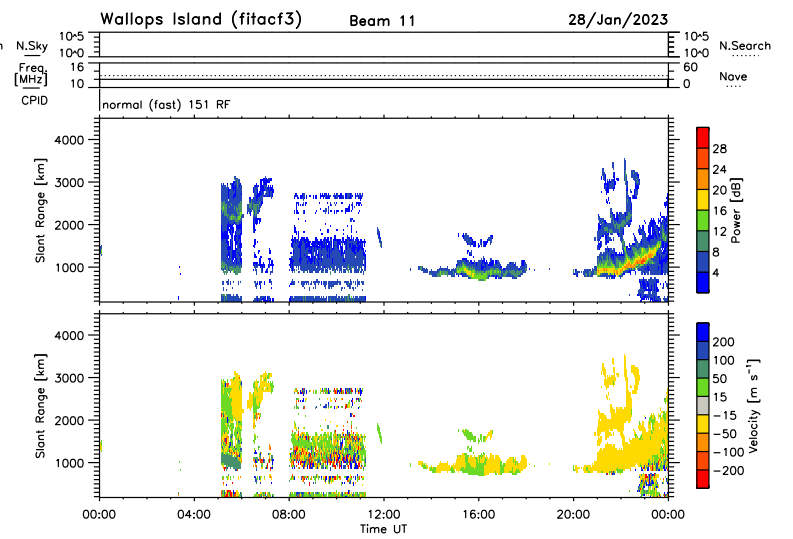 Wallops Island (fitacf3) Beam 11 28/Jan/2023
n N.Sky 10^5 10^5 N.Search
10^0 10^0
Freq. 16 60 Nave
[MHz] 10 0
CPID normal (fast) 151 RF
Slant Range [km]
4000
3000
2000
1000
28
24
20
16
12
8
4
Power [dB]
Slant Range [km]
4000
3000
2000
1000
200
100
50
15
-15
-50
-100
-200
Velocity [m s⁻¹]
00:00 04:00 08:00 12:00 16:00 20:00 00:00
Time UT